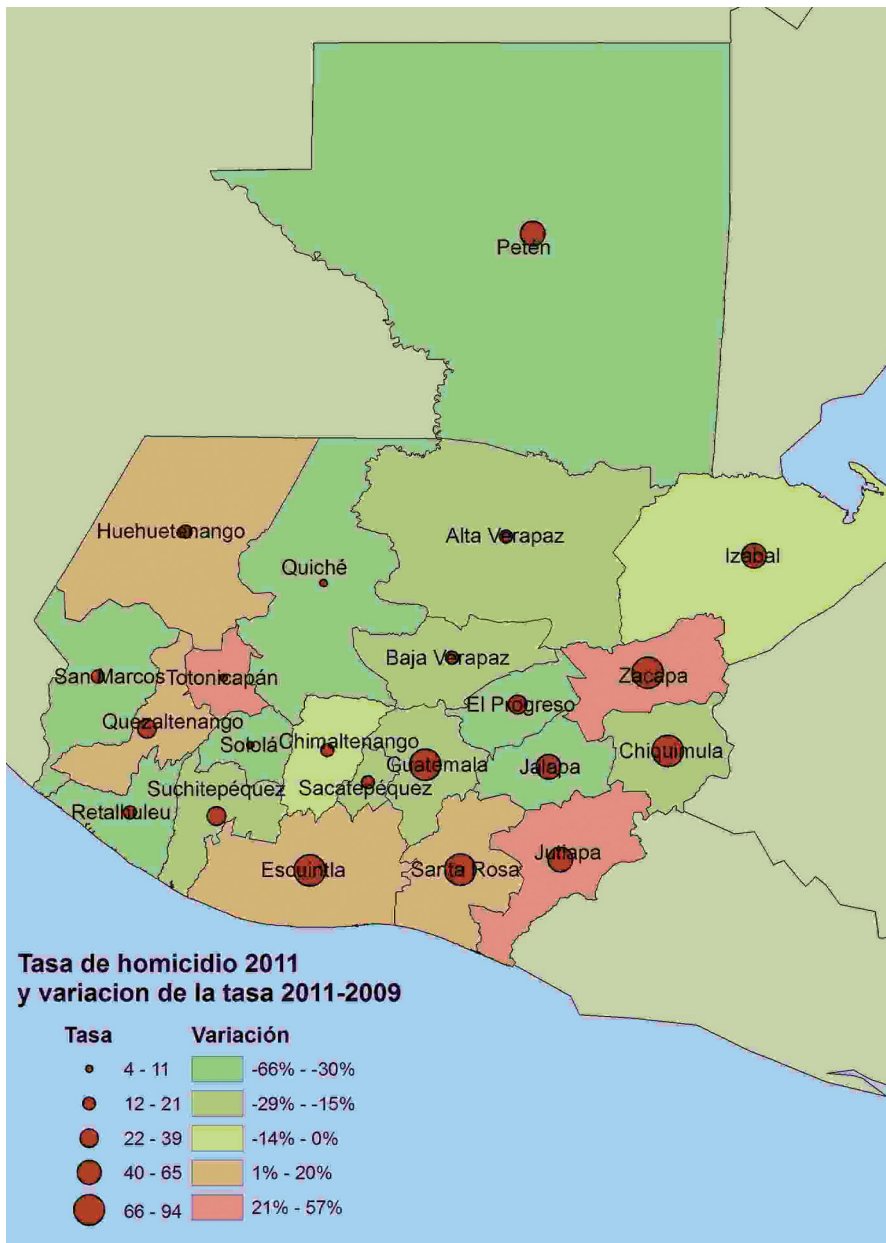 Petén
Huehuetenango
Alta Verapaz
Izabal
Quiché
Baja Verapaz
San Marcos
Totonicapán
Zacapa
El Progreso
Quezaltenango
Sololá
Chimaltenango
Guatemala
Jalapa
Chiquimula
Suchitepéquez
Sacatepéquez
Retalhuleu
Escuintla
Santa Rosa
Jutiapa
Tasa de homicidio 2011
y variacion de la tasa 2011-2009
Tasa Variación
4 - 11 -66% - -30%
12 - 21 -29% - -15%
22 - 39 -14% - 0%
40 - 65 1% - 20%
66 - 94 21% - 57%